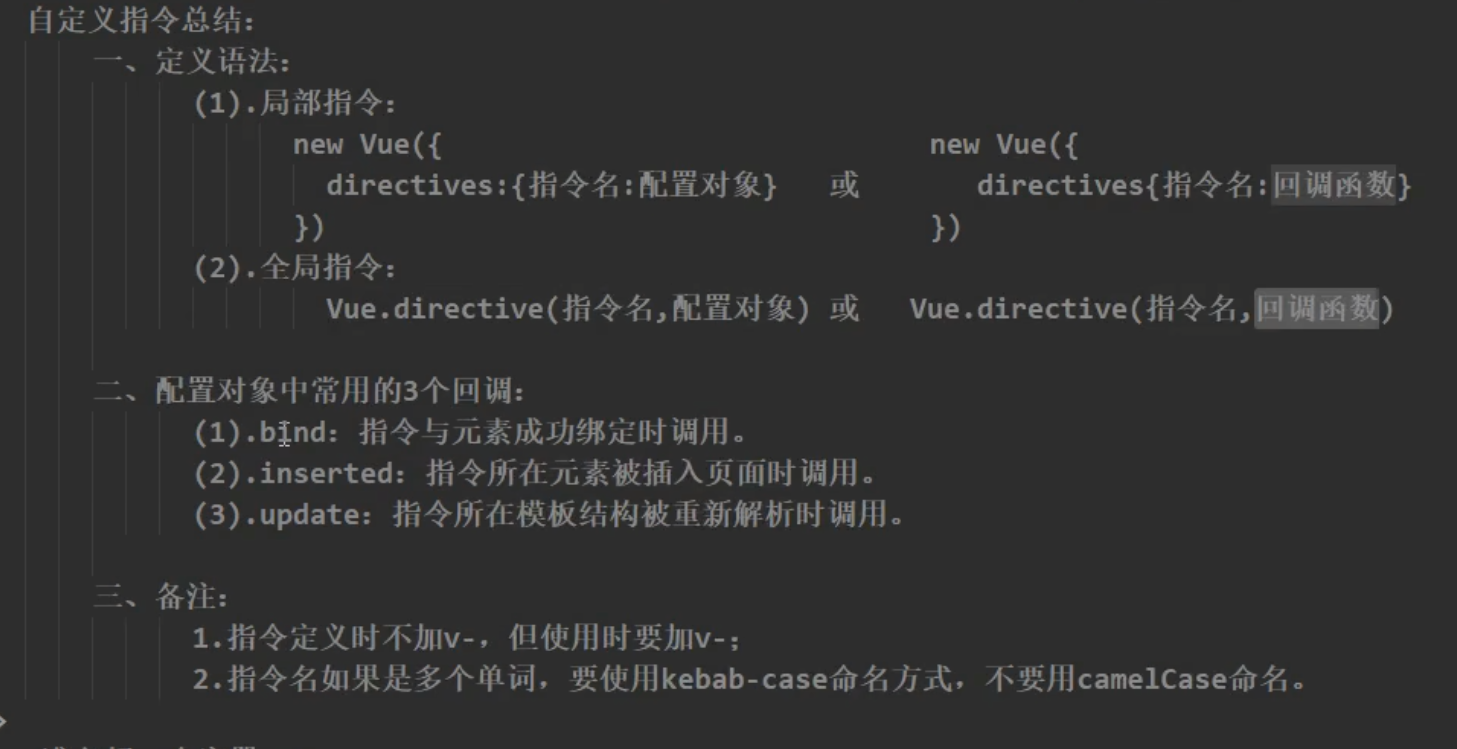 自定义指令总结：
一、定义语法：
(1).局部指令：
new Vue({ new Vue({
directives:{指令名:配置对象} 或 directives{指令名:回调函数}
}) })
(2).全局指令：
Vue.directive(指令名,配置对象) 或 Vue.directive(指令名,回调函数)
二、配置对象中常用的3个回调：
(1).bind：指令与元素成功绑定时调用。
(2).inserted：指令所在元素被插入页面时调用。
(3).update：指令所在模板结构被重新解析时调用。
三、备注：
1.指令定义时不加v-，但使用时要加v-；
2.指令名如果是多个单词，要使用kebab-case命名方式，不要用camelCase命名。